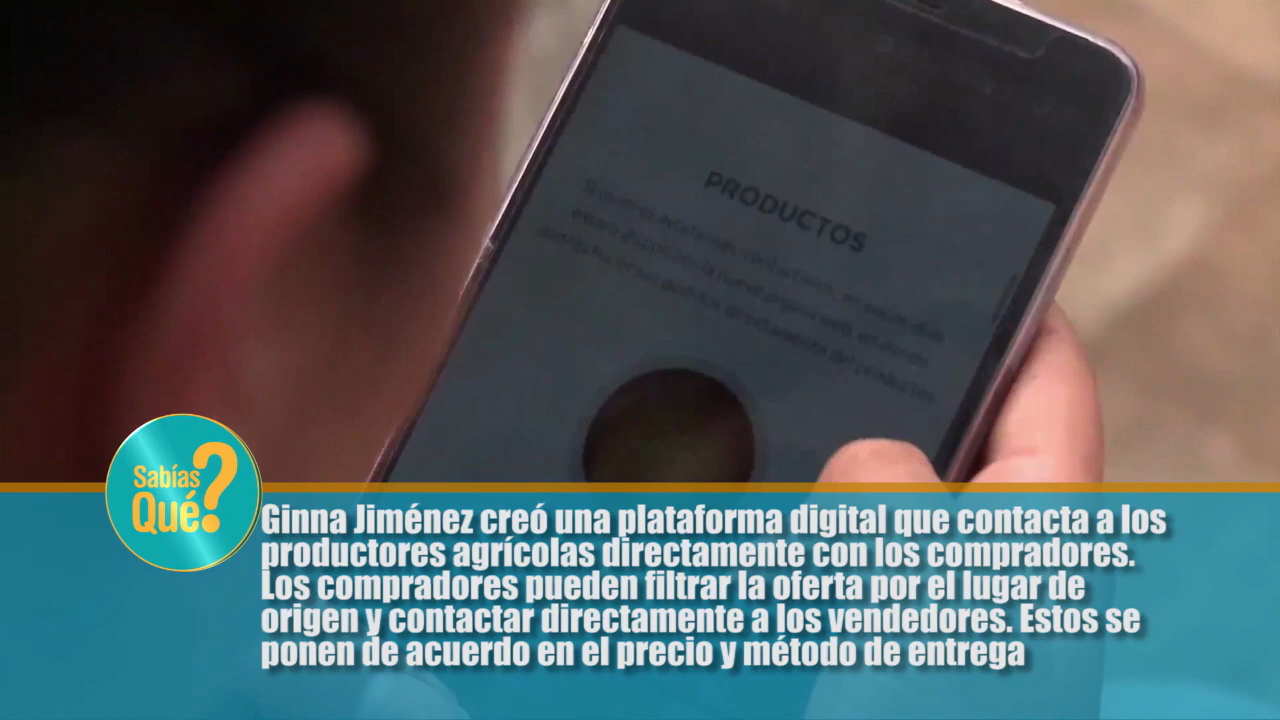 PRODUCTOS
Sabías
Qué?
Ginna Jiménez creó una plataforma digital que contacta a los
productores agrícolas directamente con los compradores.
Los compradores pueden filtrar la oferta por el lugar de
origen y contactar directamente a los vendedores. Estos se
ponen de acuerdo en el precio y método de entrega